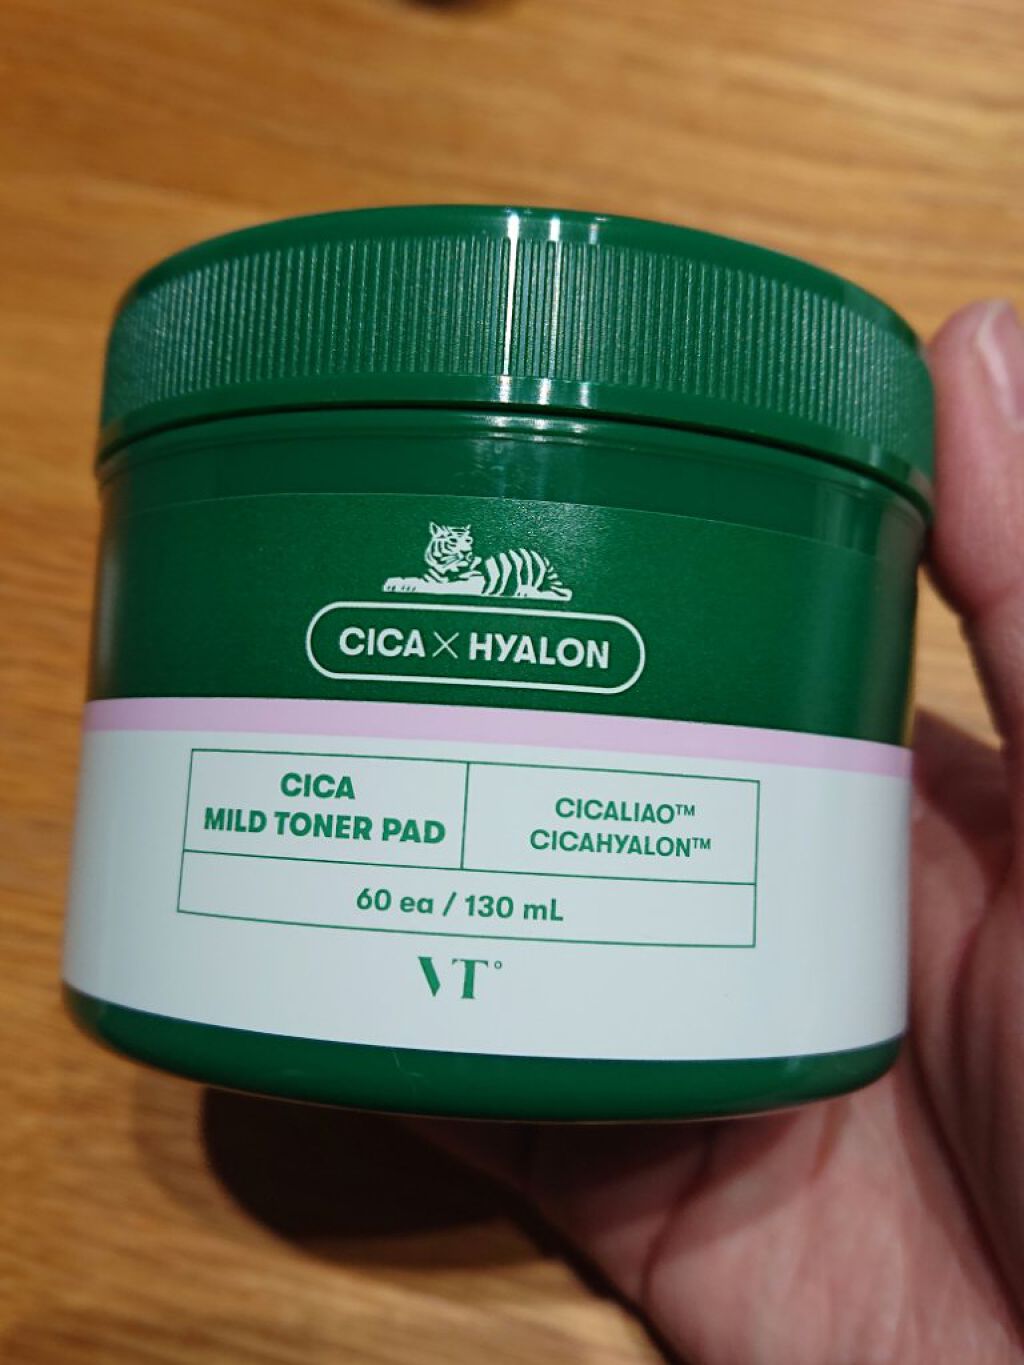 CICA × HYALON
CICA
MILD TONER PAD
CICALIAO™
CICAHYALON™
60 ea / 130 mL
VT°